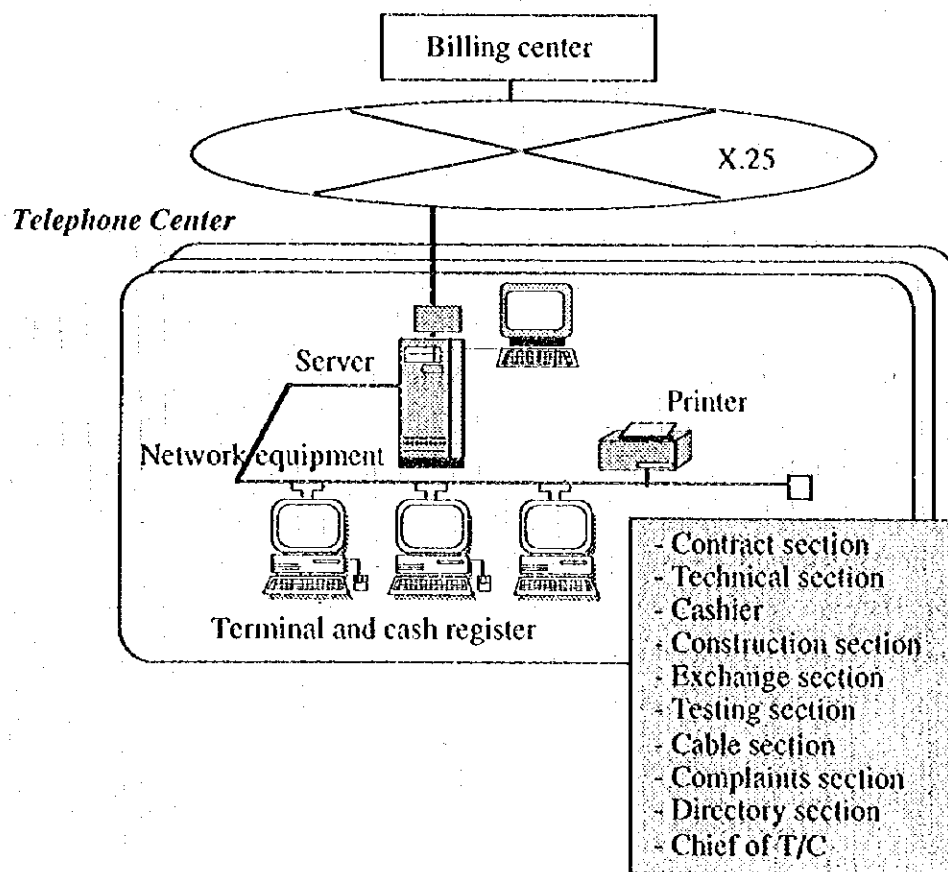 Billing center
X.25
Telephone Center
Server
Printer
Network equipment
Terminal and cash register
- Contract section
- Technical section
- Cashier
- Construction section
- Exchange section
- Testing section
- Cable section
- Complaints section
- Directory section
- Chief of T/C